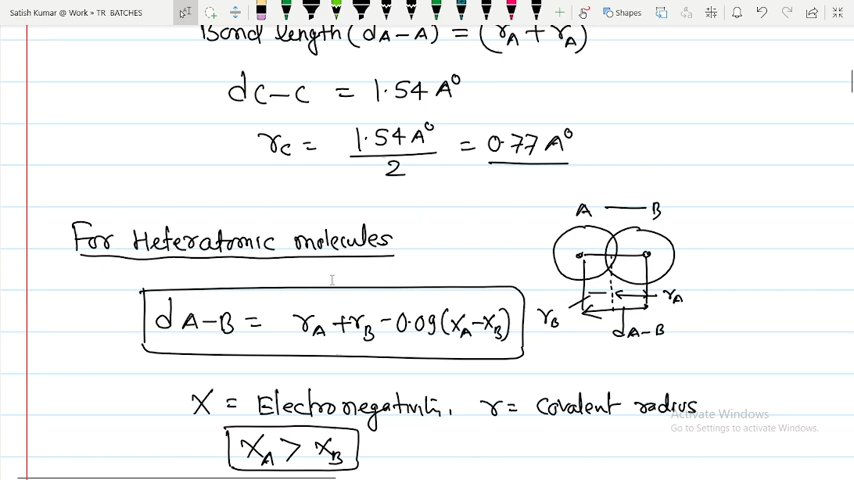 Satish Kumar @ Work » TR BATCHES
Shapes
Bond length (dA-A) = (rA + rA)
dC-C = 1.54 A°
rc = 1.54 A° / 2 = 0.77 A°
A — B
For Heteratomic molecules
dA-B = rA + rB - 0.09 (XA - XB)
rB
rA
dA-B
X = Electronegativity, r = covalent radius
XA > XB
Activate Windows
Go to Settings to activate Windows.